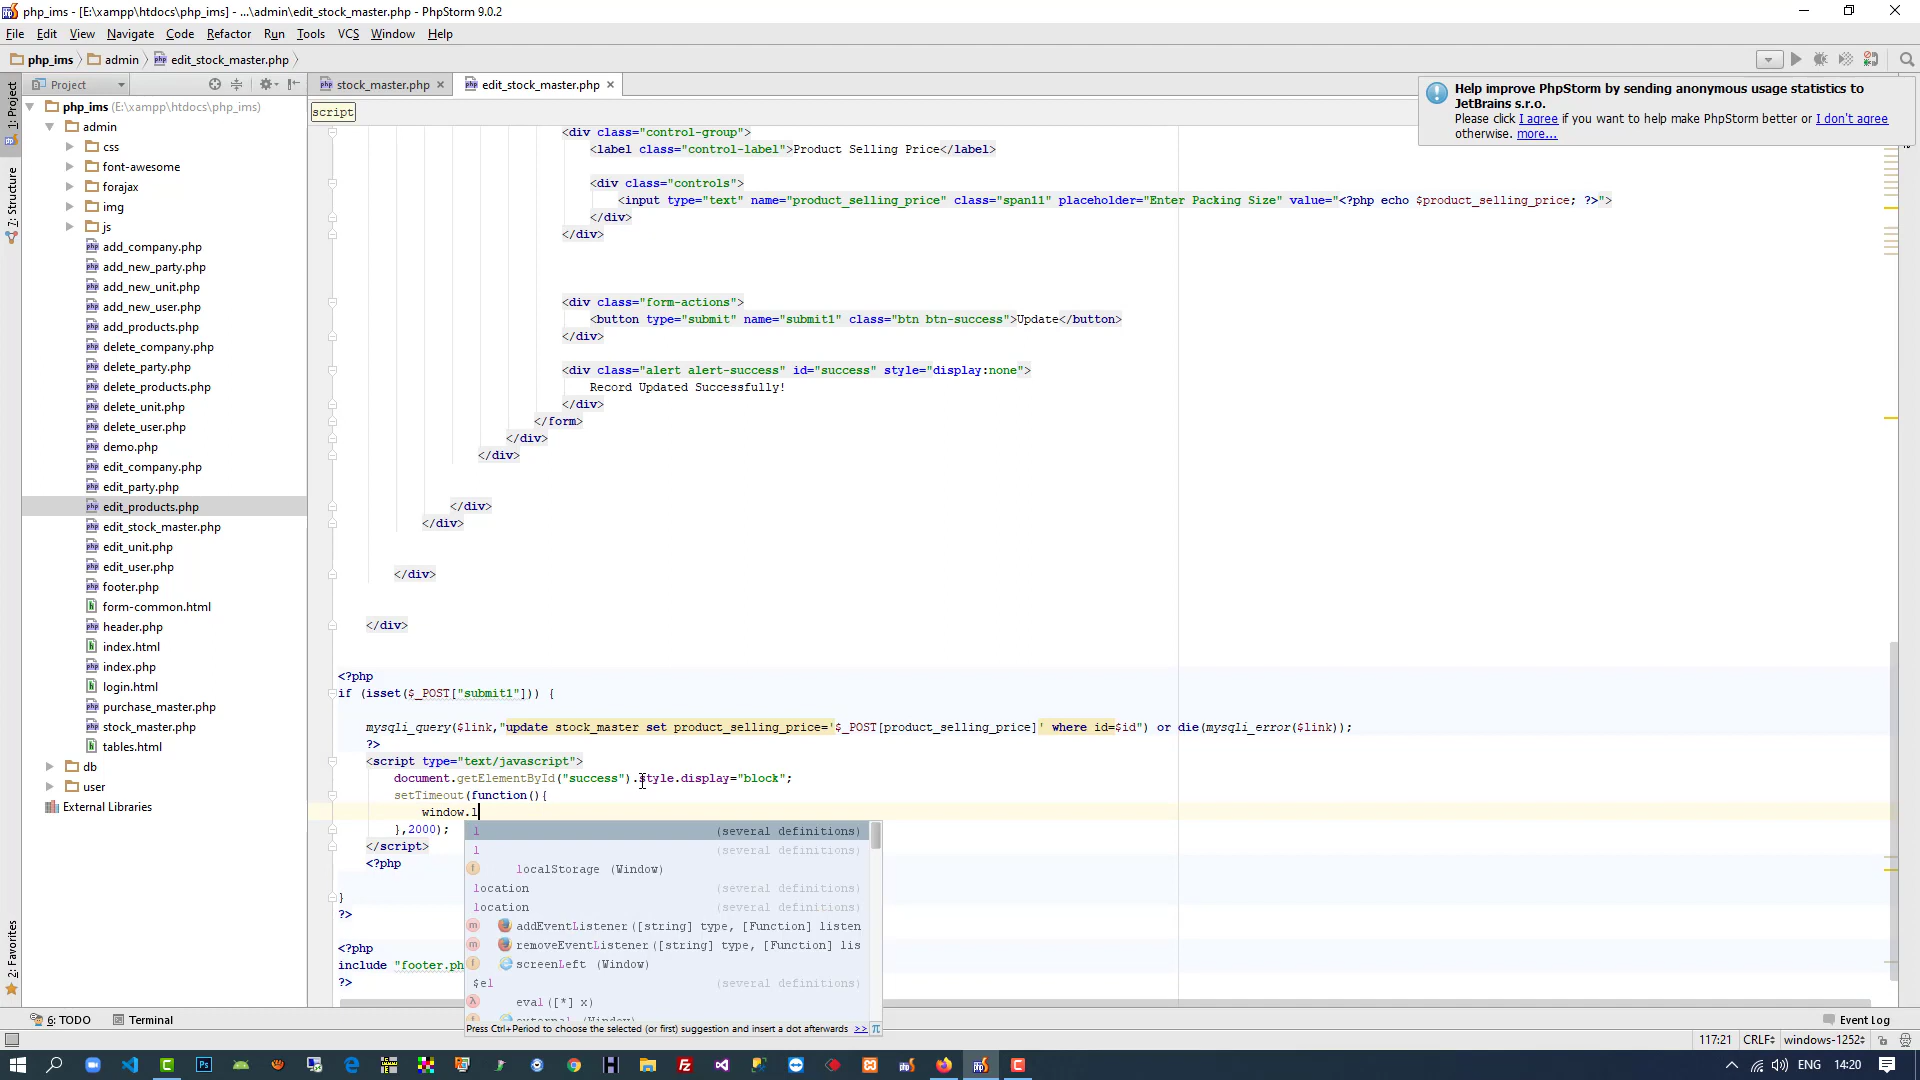 php_ims - [E:\xampp\htdocs\php_ims] - ...\admin\edit_stock_master.php - PhpStorm 9.0.2
File Edit View Navigate Code Refactor Run Tools VCS Window Help
php_ims admin edit_stock_master.php
Project
stock_master.php
edit_stock_master.php
script
Help improve PhpStorm by sending anonymous usage statistics to
JetBrains s.r.o.
Please click I agree if you want to help make PhpStorm better or I don't agree
otherwise. more...
1: Project
7: Structure
2: Favorites
php_ims (E:\xampp\htdocs\php_ims)
admin
css
font-awesome
forajax
img
js
add_company.php
add_new_party.php
add_new_unit.php
add_new_user.php
add_products.php
delete_company.php
delete_party.php
delete_products.php
delete_unit.php
delete_user.php
demo.php
edit_company.php
edit_party.php
edit_products.php
edit_stock_master.php
edit_unit.php
edit_user.php
footer.php
form-common.html
header.php
index.html
index.php
login.html
purchase_master.php
stock_master.php
tables.html
db
user
External Libraries
<div class="control-group">
<label class="control-label">Product Selling Price</label>
<div class="controls">
<input type="text" name="product_selling_price" class="span11" placeholder="Enter Packing Size" value="<?php echo $product_selling_price; ?>">
</div>
</div>
<div class="form-actions">
<button type="submit" name="submit1" class="btn btn-success">Update</button>
</div>
<div class="alert alert-success" id="success" style="display:none">
Record Updated Successfully!
</div>
</form>
</div>
</div>
</div>
</div>
</div>
</div>
<?php
if (isset($_POST["submit1"])) {
mysqli_query($link,"update stock_master set product_selling_price='$_POST[product_selling_price]' where id=$id") or die(mysqli_error($link));
?>
<script type="text/javascript">
document.getElementById("success").style.display="block";
setTimeout(function(){
window.l
},2000);
</script>
<?php
}
?>
<?php
include "footer.ph
?>
l (several definitions)
l (several definitions)
localStorage (Window)
location (several definitions)
location (several definitions)
addEventListener([string] type, [Function] listen
removeEventListener([string] type, [Function] lis
screenLeft (Window)
$el (several definitions)
eval([*] x)
external (Window)
Press Ctrl+Period to choose the selected (or first) suggestion and insert a dot afterwards >> π
6: TODO Terminal Event Log
117:21 CRLF windows-1252
ENG 14:20